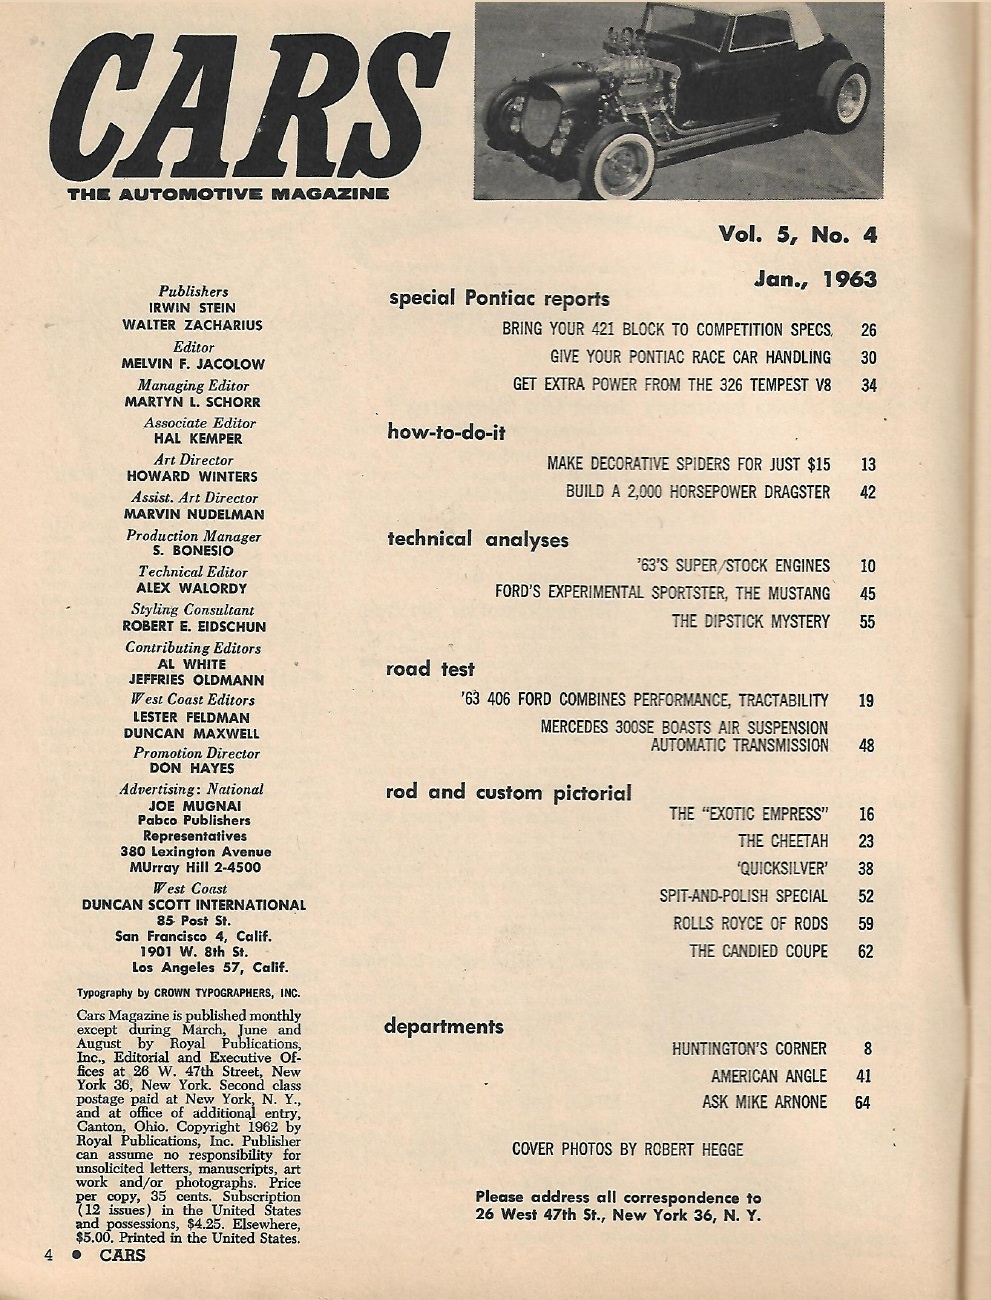 CARS
THE AUTOMOTIVE MAGAZINE
Vol. 5, No. 4
Jan., 1963
Publishers
IRWIN STEIN
WALTER ZACHARIUS
Editor
MELVIN F. JACOLOW
Managing Editor
MARTYN L. SCHORR
Associate Editor
HAL KEMPER
Art Director
HOWARD WINTERS
Assist. Art Director
MARVIN NUDELMAN
Production Manager
S. BONESIO
Technical Editor
ALEX WALORDY
Styling Consultant
ROBERT E. EIDSCHUN
Contributing Editors
AL WHITE
JEFFRIES OLDMANN
West Coast Editors
LESTER FELDMAN
DUNCAN MAXWELL
Promotion Director
DON HAYES
Advertising: National
JOE MUGNAI
Pabco Publishers
Representatives
380 Lexington Avenue
MUrray Hill 2-4500
West Coast
DUNCAN SCOTT INTERNATIONAL
85 Post St.
San Francisco 4, Calif.
1901 W. 8th St.
Los Angeles 57, Calif.
Typography by CROWN TYPOGRAPHERS, INC.
Cars Magazine is published monthly
except during March, June and
August by Royal Publications,
Inc., Editorial and Executive Of-
fices at 26 W. 47th Street, New
York 36, New York. Second class
postage paid at New York, N. Y.,
and at office of additional entry,
Canton, Ohio. Copyright 1962 by
Royal Publications, Inc. Publisher
can assume no responsibility for
unsolicited letters, manuscripts, art
work and/or photographs. Price
per copy, 35 cents. Subscription
(12 issues) in the United States
and possessions, $4.25. Elsewhere,
$5.00. Printed in the United States.
special Pontiac reports
BRING YOUR 421 BLOCK TO COMPETITION SPECS. 26
GIVE YOUR PONTIAC RACE CAR HANDLING 30
GET EXTRA POWER FROM THE 326 TEMPEST V8 34
how-to-do-it
MAKE DECORATIVE SPIDERS FOR JUST $15 13
BUILD A 2,000 HORSEPOWER DRAGSTER 42
technical analyses
'63'S SUPER/STOCK ENGINES 10
FORD'S EXPERIMENTAL SPORTSTER, THE MUSTANG 45
THE DIPSTICK MYSTERY 55
road test
'63 406 FORD COMBINES PERFORMANCE, TRACTABILITY 19
MERCEDES 300SE BOASTS AIR SUSPENSION
AUTOMATIC TRANSMISSION 48
rod and custom pictorial
THE "EXOTIC EMPRESS" 16
THE CHEETAH 23
'QUICKSILVER' 38
SPIT-AND-POLISH SPECIAL 52
ROLLS ROYCE OF RODS 59
THE CANDIED COUPE 62
departments
HUNTINGTON'S CORNER 8
AMERICAN ANGLE 41
ASK MIKE ARNONE 64
COVER PHOTOS BY ROBERT HEGGE
Please address all correspondence to
26 West 47th St., New York 36, N. Y.
4 • CARS